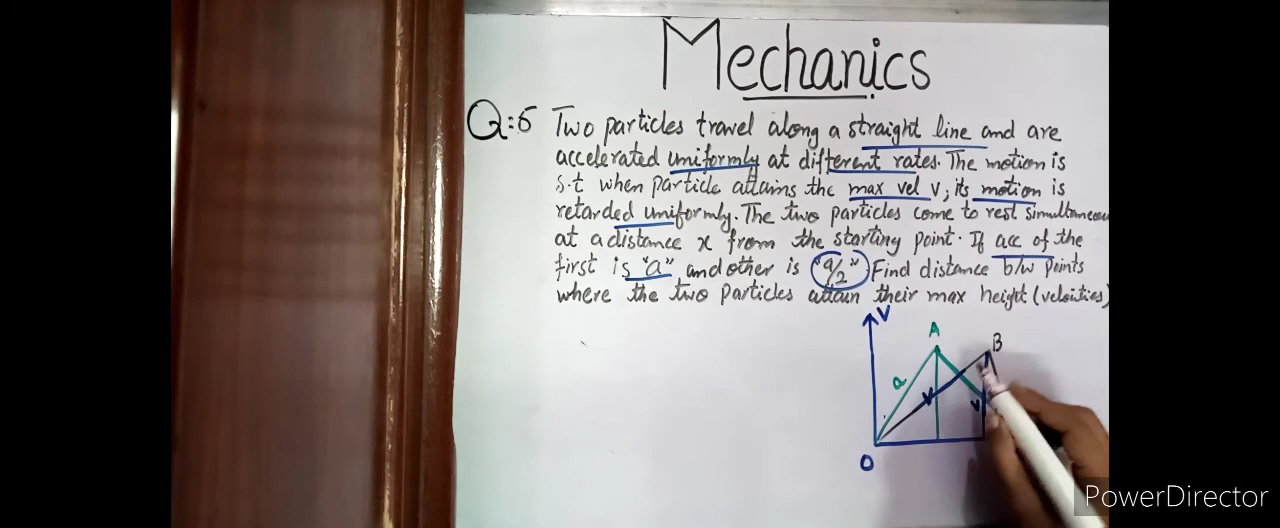 Mechanics
Q:5 Two particles travel along a straight line and are
accelerated uniformly at different rates. The motion is
s.t when particle attains the max vel v; its motion is
retarded uniformly. The two particles come to rest simultaneou
at a distance x from the starting point. If acc of the
first is "a" and other is "a/2" Find distance b/w points
where the two particles attain their max height (velocities)
V
A
B
a
V
V
O
PowerDirector